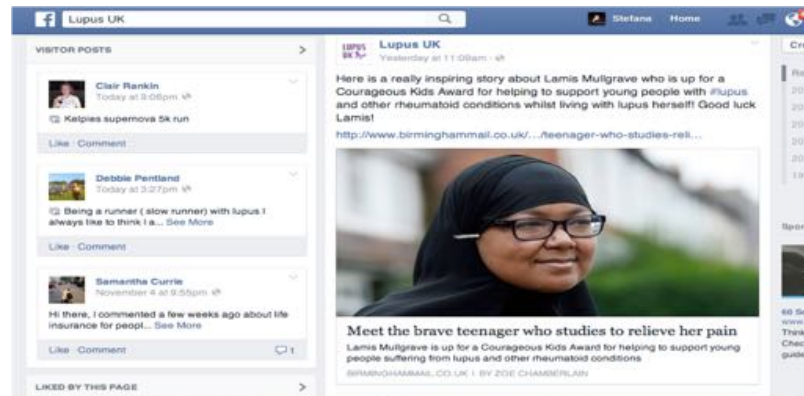 Lupus UK
Stefana Home
VISITOR POSTS
Clair Rankin
Today at 9:06pm
Kelpies supernova 5k run
Like · Comment
Debbie Pentland
Today at 3:27pm
Being a runner ( slow runner) with lupus I
always like to think I a... See More
Like · Comment
Samantha Currie
November 4 at 9:55pm
Hi there, I commented a few weeks ago about life
insurance for peopl... See More
Like · Comment 1
LIKED BY THIS PAGE
LUPUS
UK
Lupus UK
Yesterday at 11:09am
Here is a really inspiring story about Lamis Mullgrave who is up for a
Courageous Kids Award for helping to support young people with #lupus
and other rheumatoid conditions whilst living with lupus herself! Good luck
Lamis!
http://www.birminghammail.co.uk/.../teenager-who-studies-reli...
Meet the brave teenager who studies to relieve her pain
Lamis Mullgrave is up for a Courageous Kids Award for helping to support young
people suffering from lupus and other rheumatoid conditions
BIRMINGHAMMAIL.CO.UK | BY ZOE CHAMBERLAIN